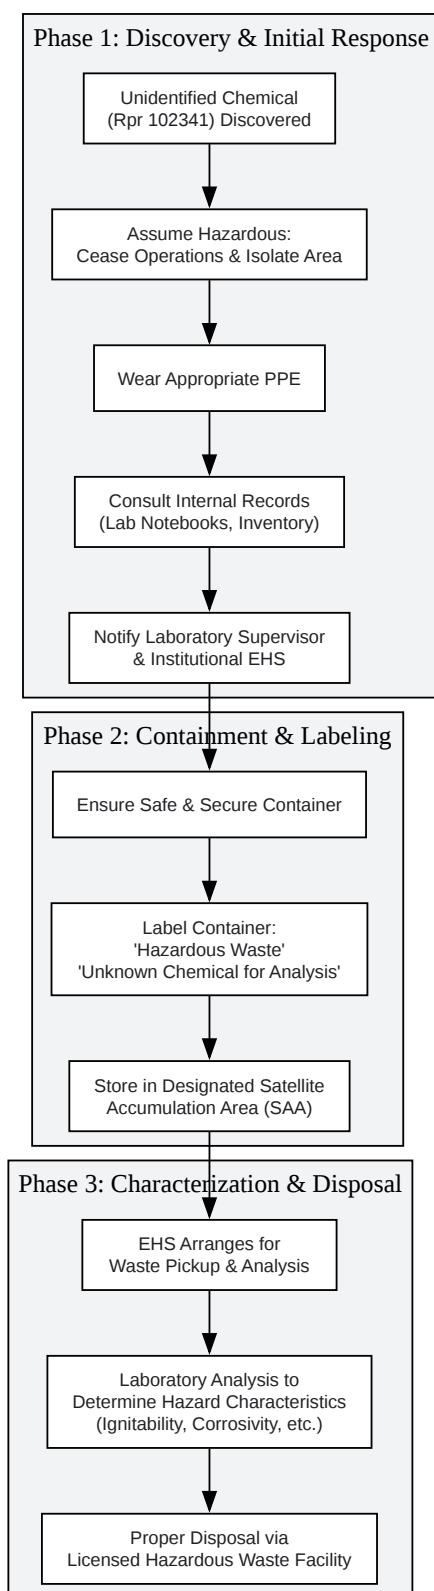 Phase 1: Discovery & Initial Response
Unidentified Chemical
(Rpr 102341) Discovered
Assume Hazardous:
Cease Operations & Isolate Area
Wear Appropriate PPE
Consult Internal Records
(Lab Notebooks, Inventory)
Notify Laboratory Supervisor
& Institutional EHS
Phase 2: Containment & Labeling
Ensure Safe & Secure Container
Label Container:
'Hazardous Waste'
'Unknown Chemical for Analysis'
Store in Designated Satellite
Accumulation Area (SAA)
Phase 3: Characterization & Disposal
EHS Arranges for
Waste Pickup & Analysis
Laboratory Analysis to
Determine Hazard Characteristics
(Ignitability, Corrosivity, etc.)
Proper Disposal via
Licensed Hazardous Waste Facility